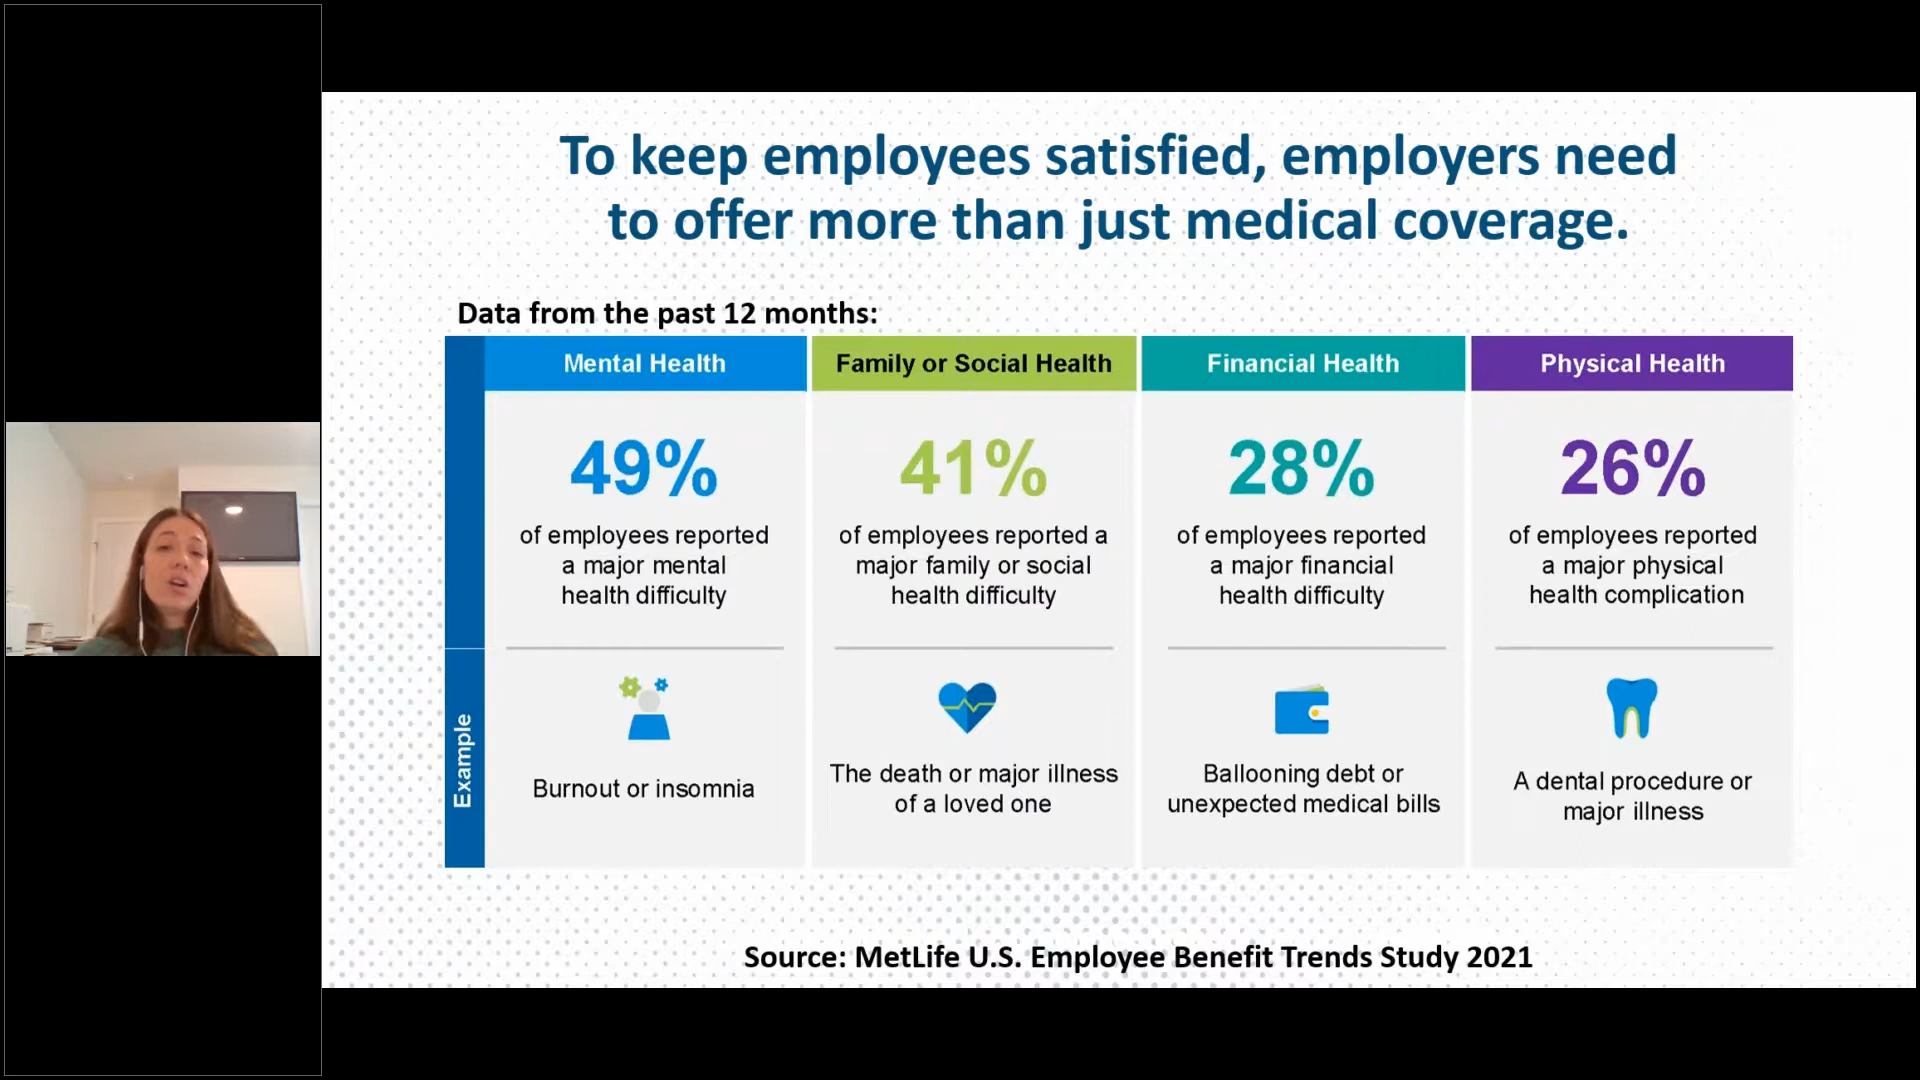 To keep employees satisfied, employers need
to offer more than just medical coverage.
Data from the past 12 months:
Mental Health
49%
of employees reported
a major mental
health difficulty
Family or Social Health
41%
of employees reported a
major family or social
health difficulty
Financial Health
28%
of employees reported
a major financial
health difficulty
Physical Health
26%
of employees reported
a major physical
health complication
Example
Burnout or insomnia
The death or major illness
of a loved one
Ballooning debt or
unexpected medical bills
A dental procedure or
major illness
Source: MetLife U.S. Employee Benefit Trends Study 2021